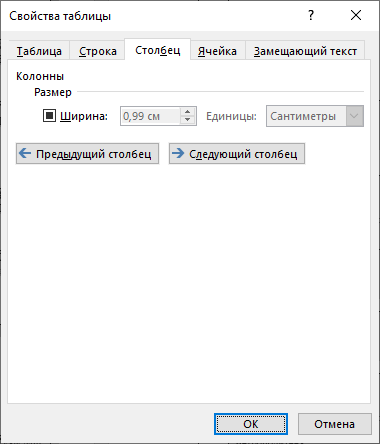 Свойства таблицы ?
Таблица Строка Столбец Ячейка Замещающий текст
Колонны
Размер
Ширина: 0,99 см Единицы: Сантиметры
Предыдущий столбец Следующий столбец
ОК Отмена